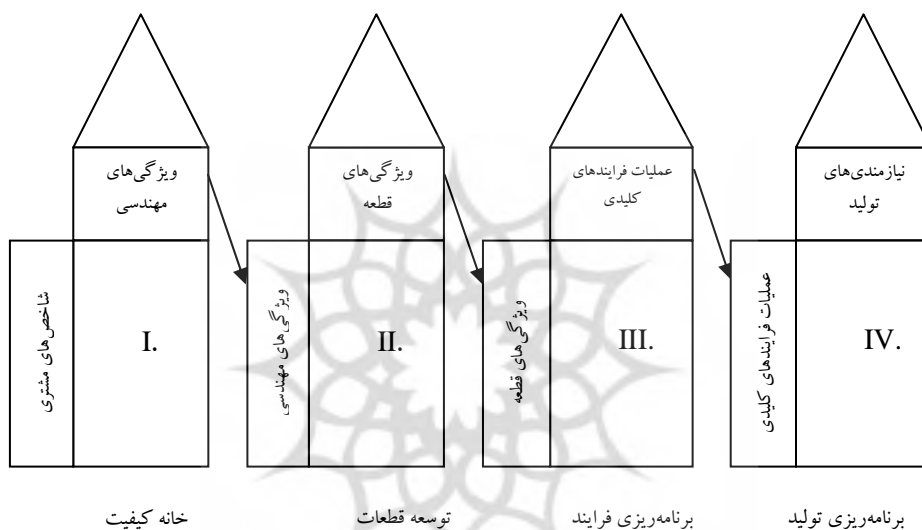 ویژگی‌های
مهندسی
شاخص‌های مشتری
I.
خانه کیفیت
ویژگی‌های
قطعه
ویژگی‌های مهندسی
II.
توسعه قطعات
عملیات فرایندهای
کلیدی
ویژگی‌های قطعه
III.
برنامه‌ریزی فرایند
نیازمندی‌های
تولید
عملیات فرایندهای کلیدی
IV.
برنامه‌ریزی تولید